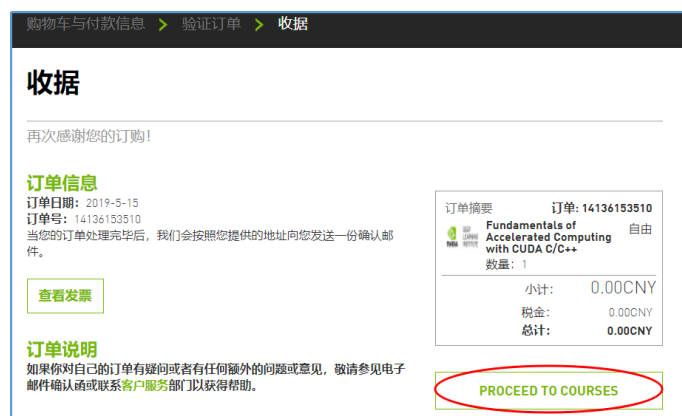 购物车与付款信息 > 验证订单 > 收据
收据
再次感谢您的订购！
订单信息
订单日期：2019-5-15
订单号：14136153510
当您的订单处理完毕后，我们会按照您提供的地址向您发送一份确认邮
件。
查看发票
订单说明
如果你对自己的订单有疑问或者有任何额外的问题或意见，敬请参见电子
邮件确认函或联系客户服务部门以获得帮助。
订单摘要 订单: 14136153510
Fundamentals of 自由
Accelerated Computing
with CUDA C/C++
数量：1
小计： 0.00CNY
税金： 0.00CNY
总计： 0.00CNY
PROCEED TO COURSES